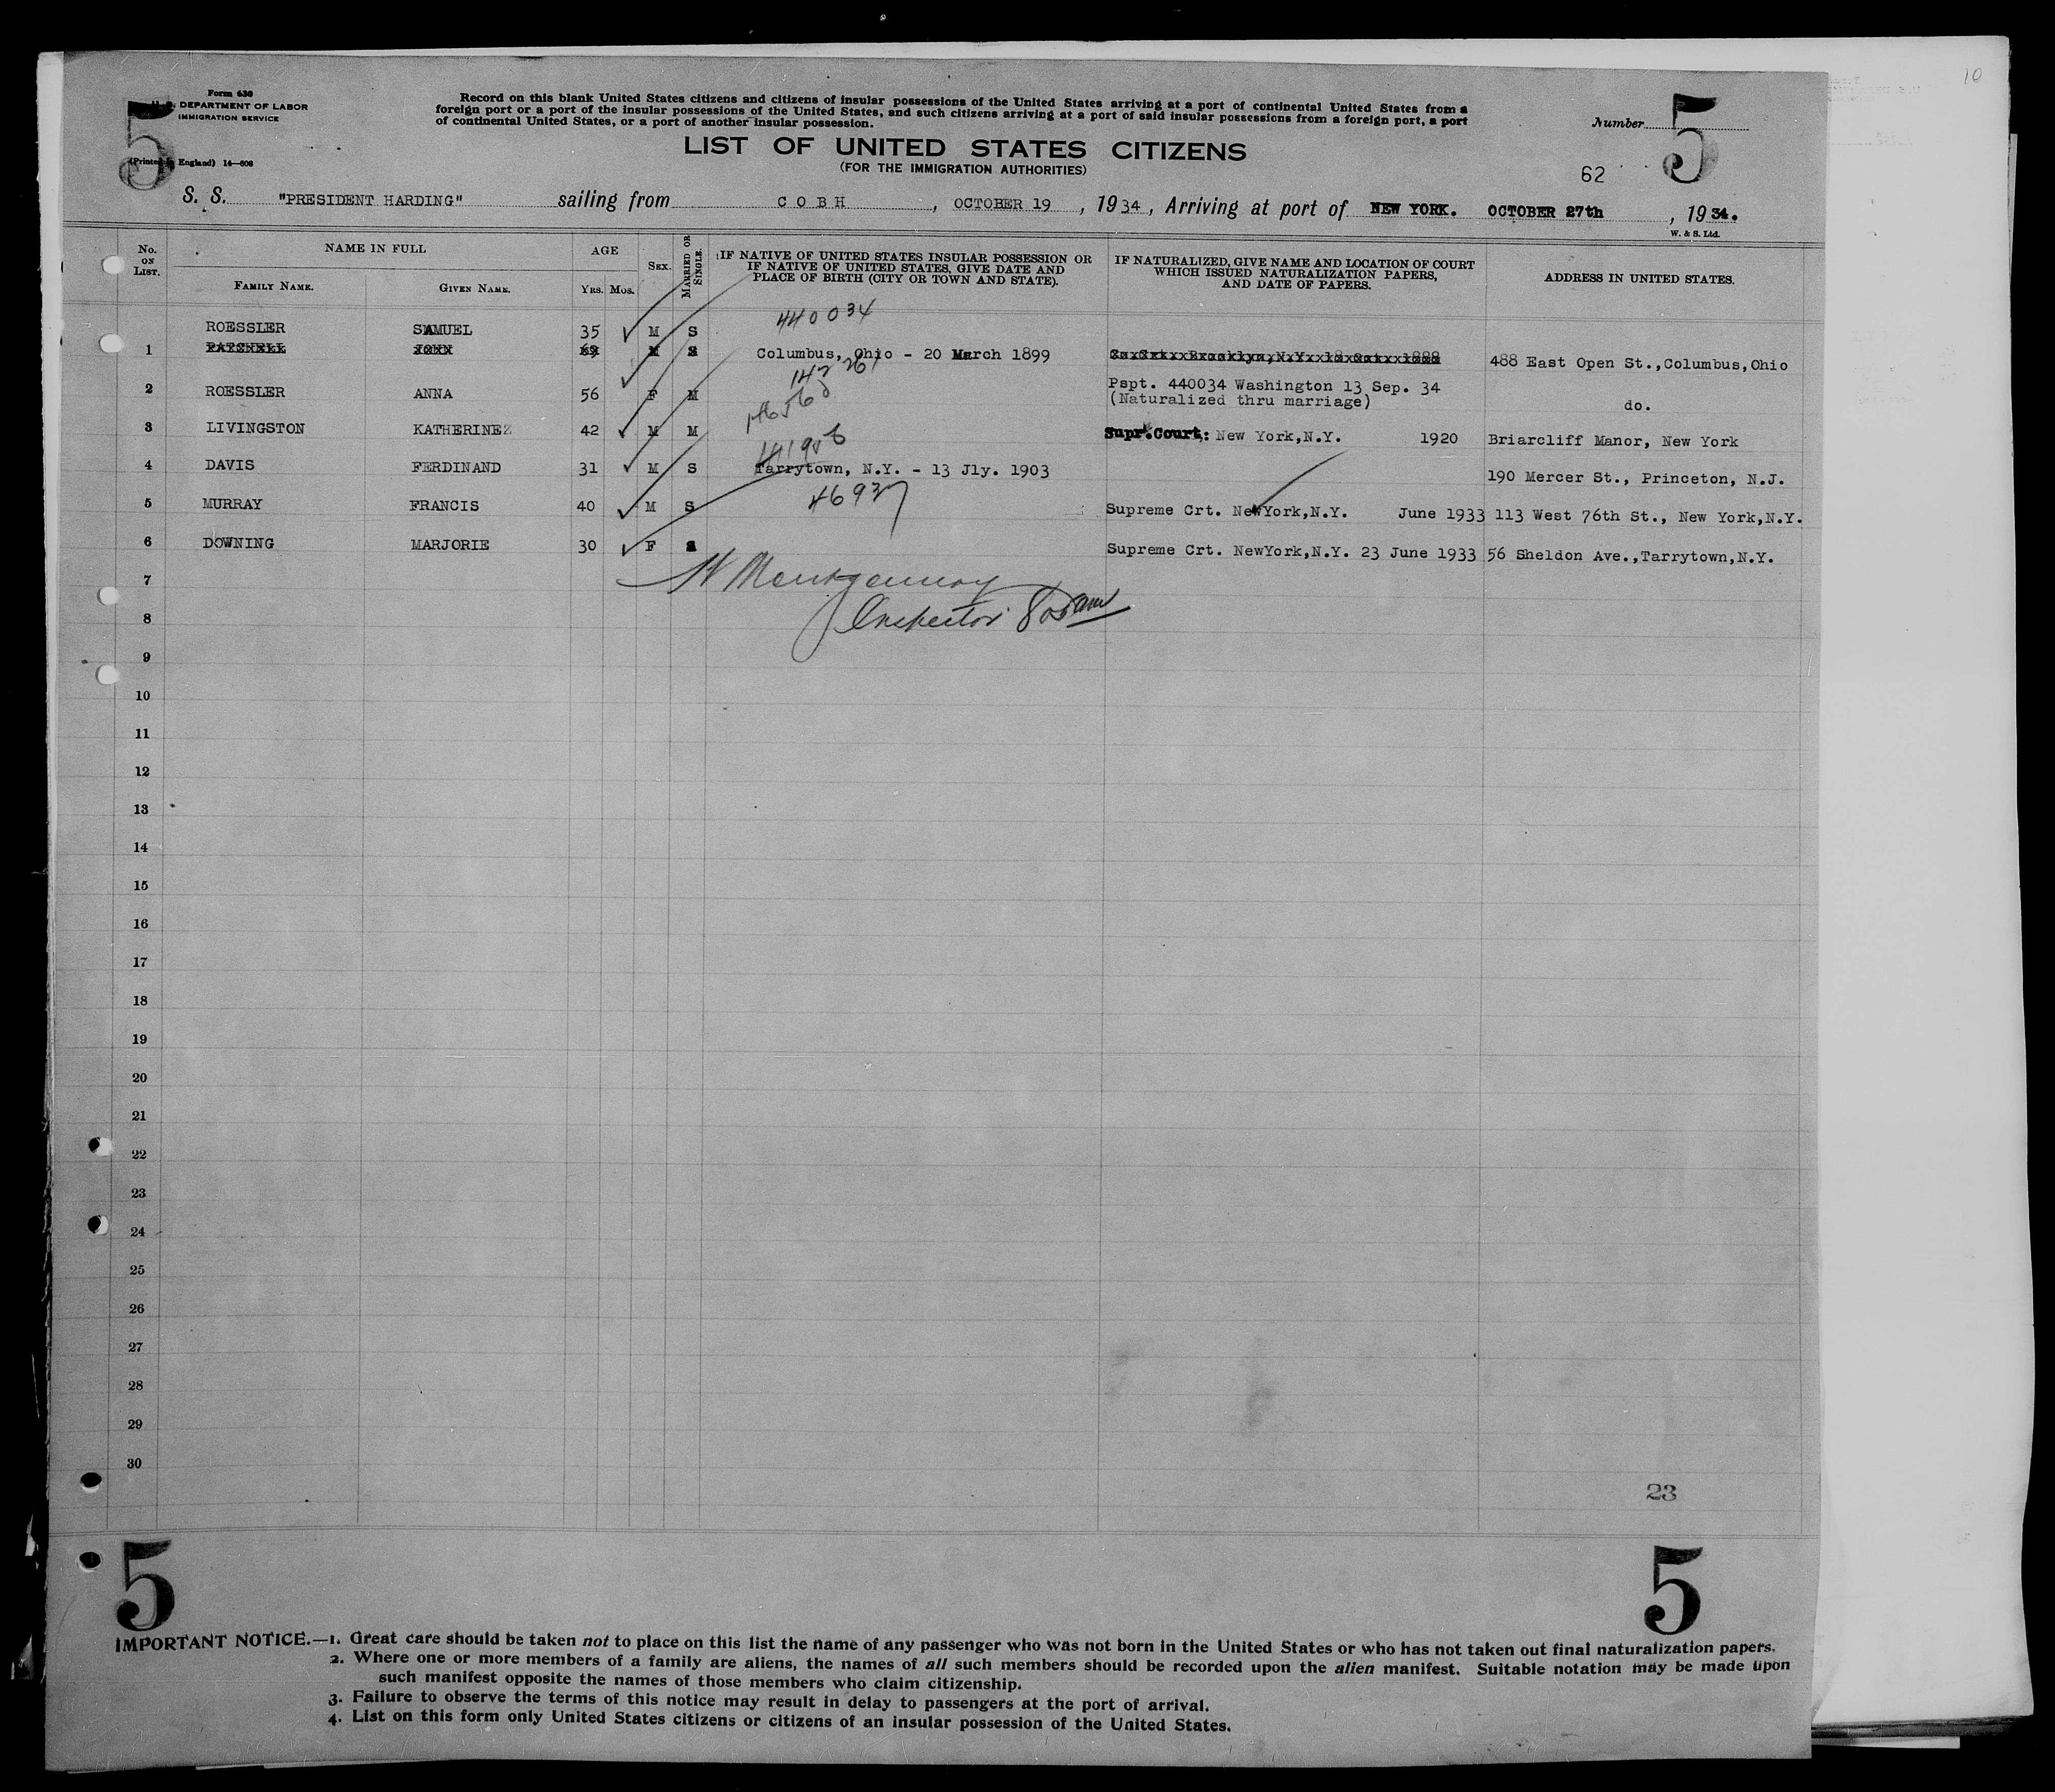 10
Form 630
U. S. DEPARTMENT OF LABOR
IMMIGRATION SERVICE
(Printed in England) 14—608
5
Record on this blank United States citizens and citizens of insular possessions of the United States arriving at a port of continental United States from a
foreign port or a port of the insular possessions of the United States, and such citizens arriving at a port of said insular possessions from a foreign port, a port
of continental United States, or a port of another insular possession.
Number 5
LIST OF UNITED STATES CITIZENS
(FOR THE IMMIGRATION AUTHORITIES)
62
S. S. "PRESIDENT HARDING" sailing from COBH, OCTOBER 19, 1934, Arriving at port of NEW YORK. OCTOBER 27th, 1934.
W. & S. Ltd.
No. ON LIST. NAME IN FULL AGE SEX. MARRIED OR SINGLE. IF NATIVE OF UNITED STATES INSULAR POSSESSION OR IF NATIVE OF UNITED STATES, GIVE DATE AND PLACE OF BIRTH (CITY OR TOWN AND STATE). IF NATURALIZED, GIVE NAME AND LOCATION OF COURT WHICH ISSUED NATURALIZATION PAPERS, AND DATE OF PAPERS. ADDRESS IN UNITED STATES.
FAMILY NAME. GIVEN NAME. YRS. MOS.
440034
ROESSLER SAMUEL 35 M S
1 JOHN Columbus, Ohio - 20 March 1899 488 East Open St.,Columbus,Ohio
2 ROESSLER ANNA 56 F M Pspt. 440034 Washington 13 Sep. 34
(Naturalized thru marriage) do.
3 LIVINGSTON KATHERINE 42 M M Supr.Court: New York,N.Y. 1920 Briarcliff Manor, New York
4 DAVIS FERDINAND 31 M S Tarrytown, N.Y. - 13 Jly. 1903 190 Mercer St., Princeton, N.J.
46937
5 MURRAY FRANCIS 40 M S Supreme Crt. NewYork,N.Y. June 1933 113 West 76th St., New York,N.Y.
6 DOWNING MARJORIE 30 F Supreme Crt. NewYork,N.Y. 23 June 1933 56 Sheldon Ave.,Tarrytown,N.Y.
7 Montgomery
8 Inspector
9
10
11
12
13
14
15
16
17
18
19
20
21
22
23
24
25
26
27
28
29
30
23
5 5
IMPORTANT NOTICE.—1. Great care should be taken not to place on this list the name of any passenger who was not born in the United States or who has not taken out final naturalization papers.
2. Where one or more members of a family are aliens, the names of all such members should be recorded upon the alien manifest. Suitable notation may be made upon
such manifest opposite the names of those members who claim citizenship.
3. Failure to observe the terms of this notice may result in delay to passengers at the port of arrival.
4. List on this form only United States citizens or citizens of an insular possession of the United States.